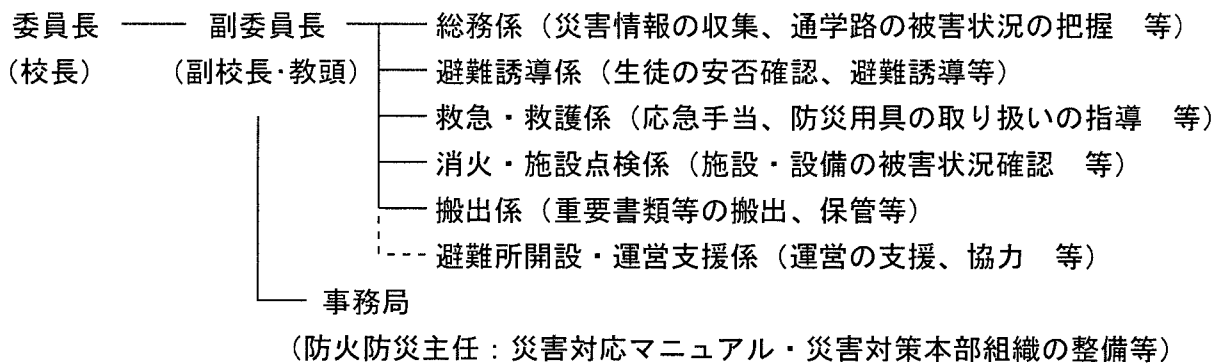 委員長 副委員長 総務係（災害情報の収集、通学路の被害状況の把握　等）
（校長） （副校長・教頭） 避難誘導係（生徒の安否確認、避難誘導等）
救急・救護係（応急手当、防災用具の取り扱いの指導　等）
消火・施設点検係（施設・設備の被害状況確認　等）
搬出係（重要書類等の搬出、保管等）
避難所開設・運営支援係（運営の支援、協力　等）
事務局
（防火防災主任：災害対応マニュアル・災害対策本部組織の整備等）